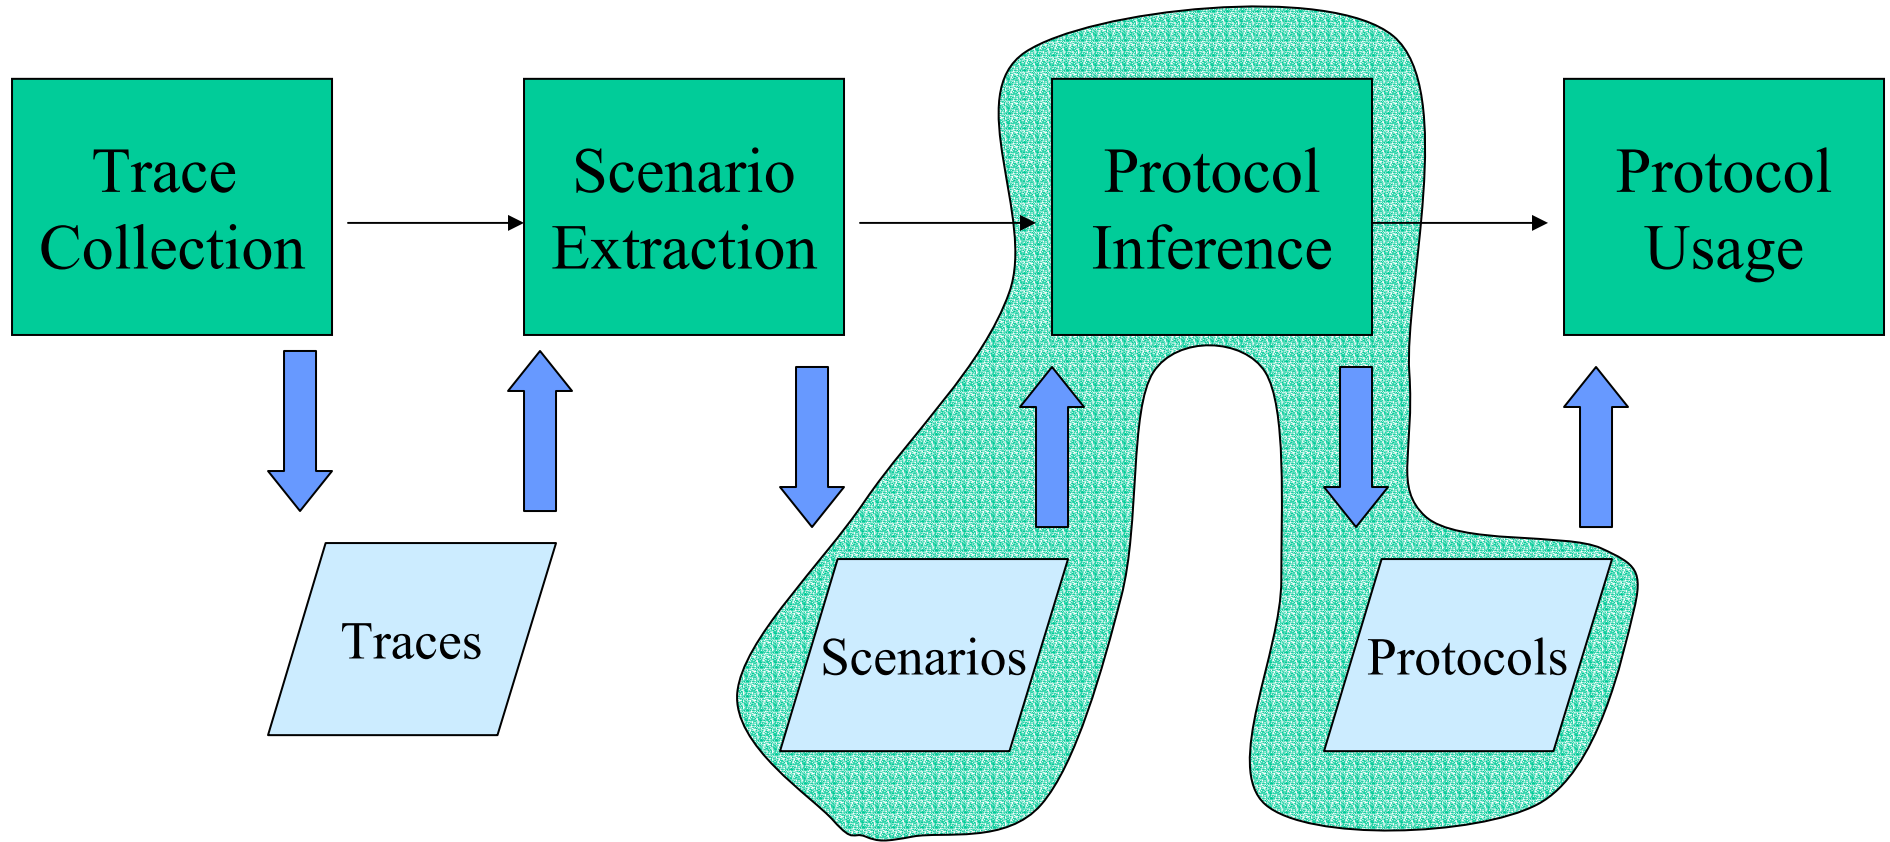 Trace
Collection
Scenario
Extraction
Protocol
Inference
Protocol
Usage
Traces
Scenarios
Protocols